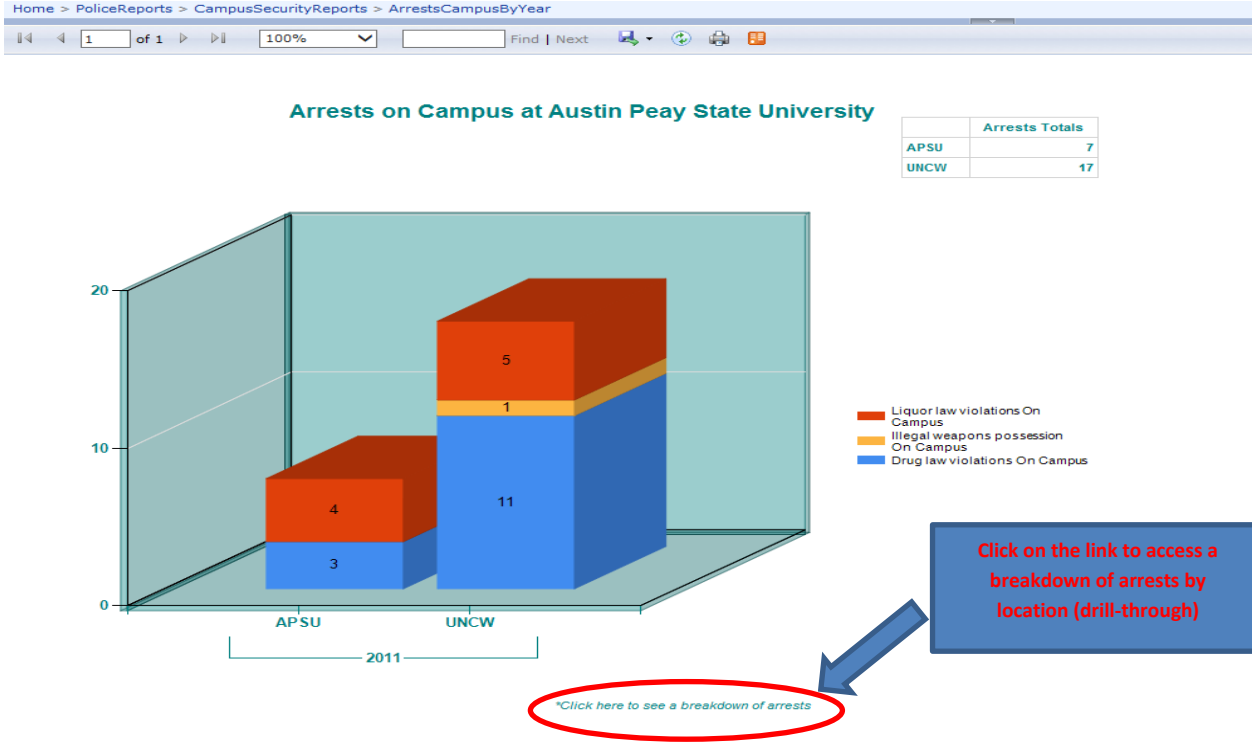 Home > PoliceReports > CampusSecurityReports > ArrestsCampusByYear
1 of 1 100% Find | Next
Arrests on Campus at Austin Peay State University
Arrests Totals
APSU 7
UNCW 17
20
10
0
5
1
11
4
3
APSU UNCW
2011
Liquor law violations On
Campus
Illegal weapons possession
On Campus
Drug law violations On Campus
Click on the link to access a
breakdown of arrests by
location (drill-through)
*Click here to see a breakdown of arrests